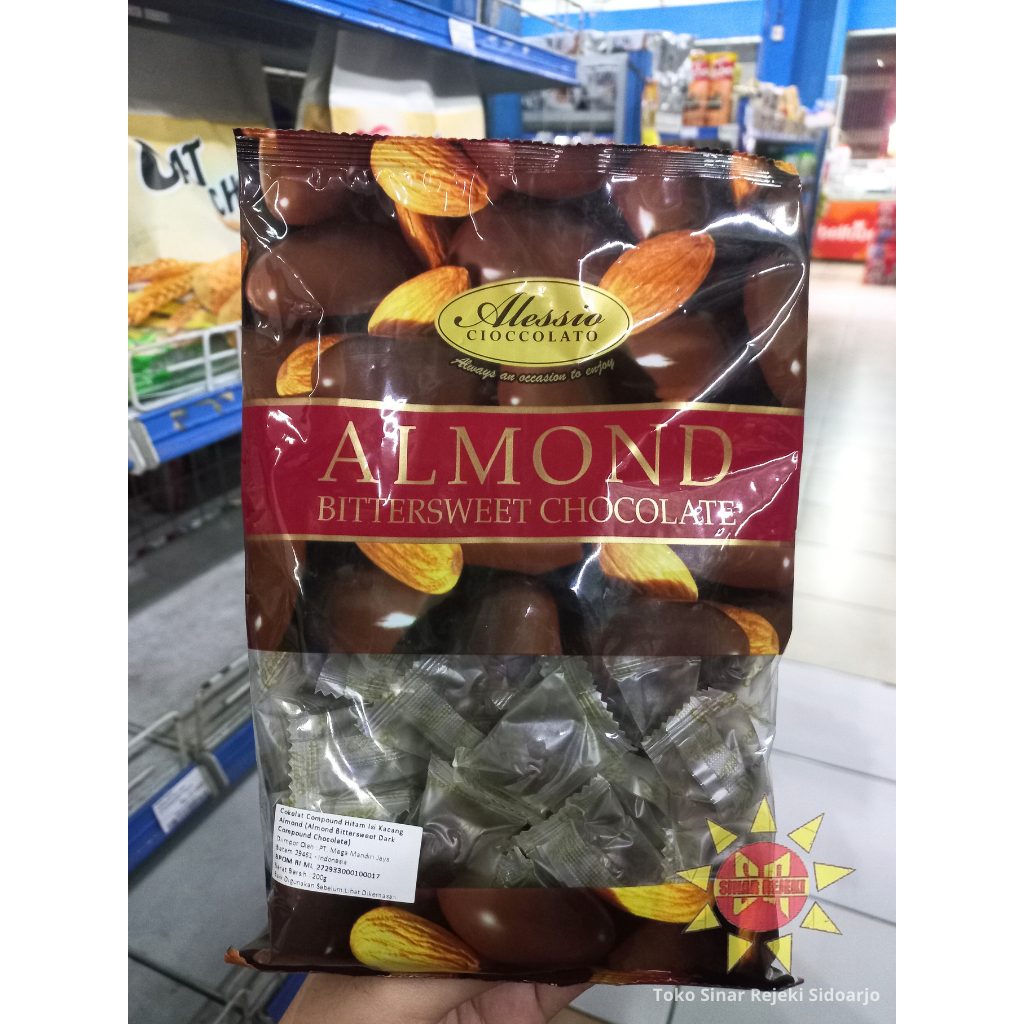 Alessio
CIOCCOLATO
Always an occasion to enjoy
ALMOND
BITTERSWEET CHOCOLATE
Cokelat Compound Hitam Isi Kacang
Almond (Almond Bittersweet Dark
Compound Chocolate)
Diimpor Oleh : PT. Mega Mandiri Jaya
Batam 29461 - Indonesia
BPOM RI ML 272933000100017
Berat Bersih : 200g
Baik Digunakan Sebelum:Lihat Dikemasan
SINAR REJEKI
Toko Sinar Rejeki Sidoarjo